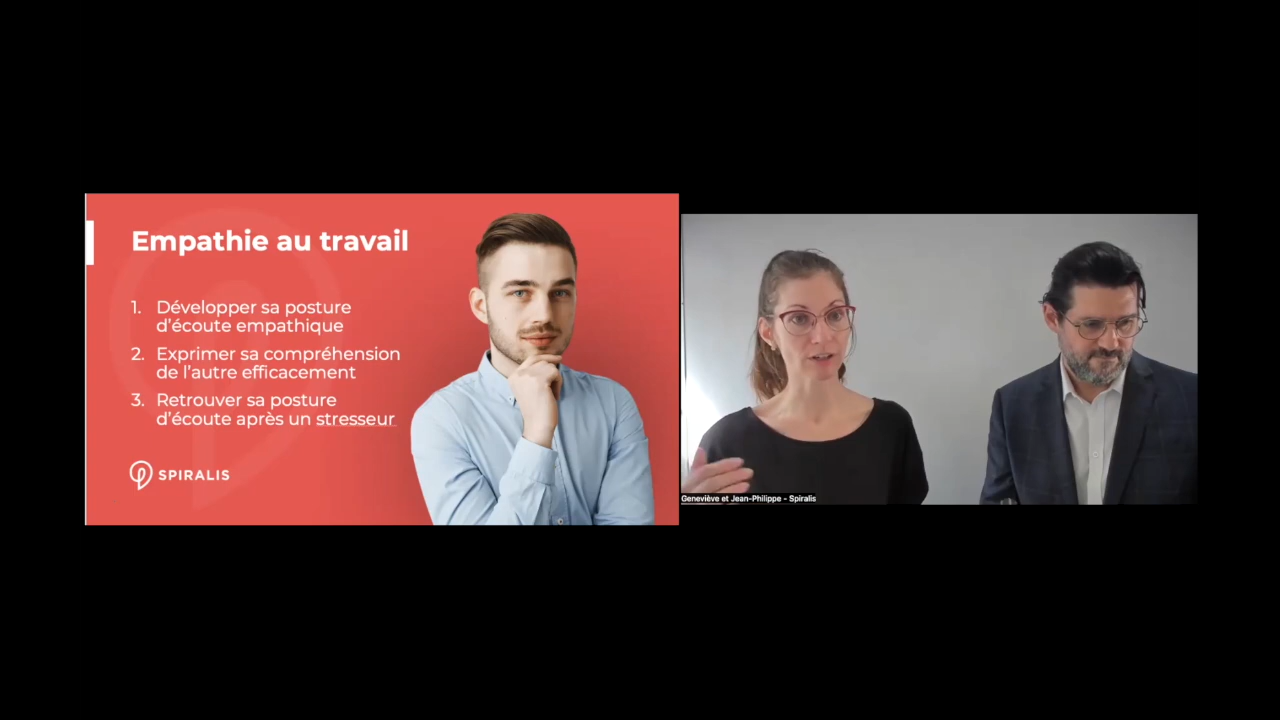 Empathie au travail
1. Développer sa posture
d'écoute empathique
2. Exprimer sa compréhension
de l'autre efficacement
3. Retrouver sa posture
d'écoute après un stresseur
SPIRALIS
Geneviève et Jean-Philippe - Spiralis